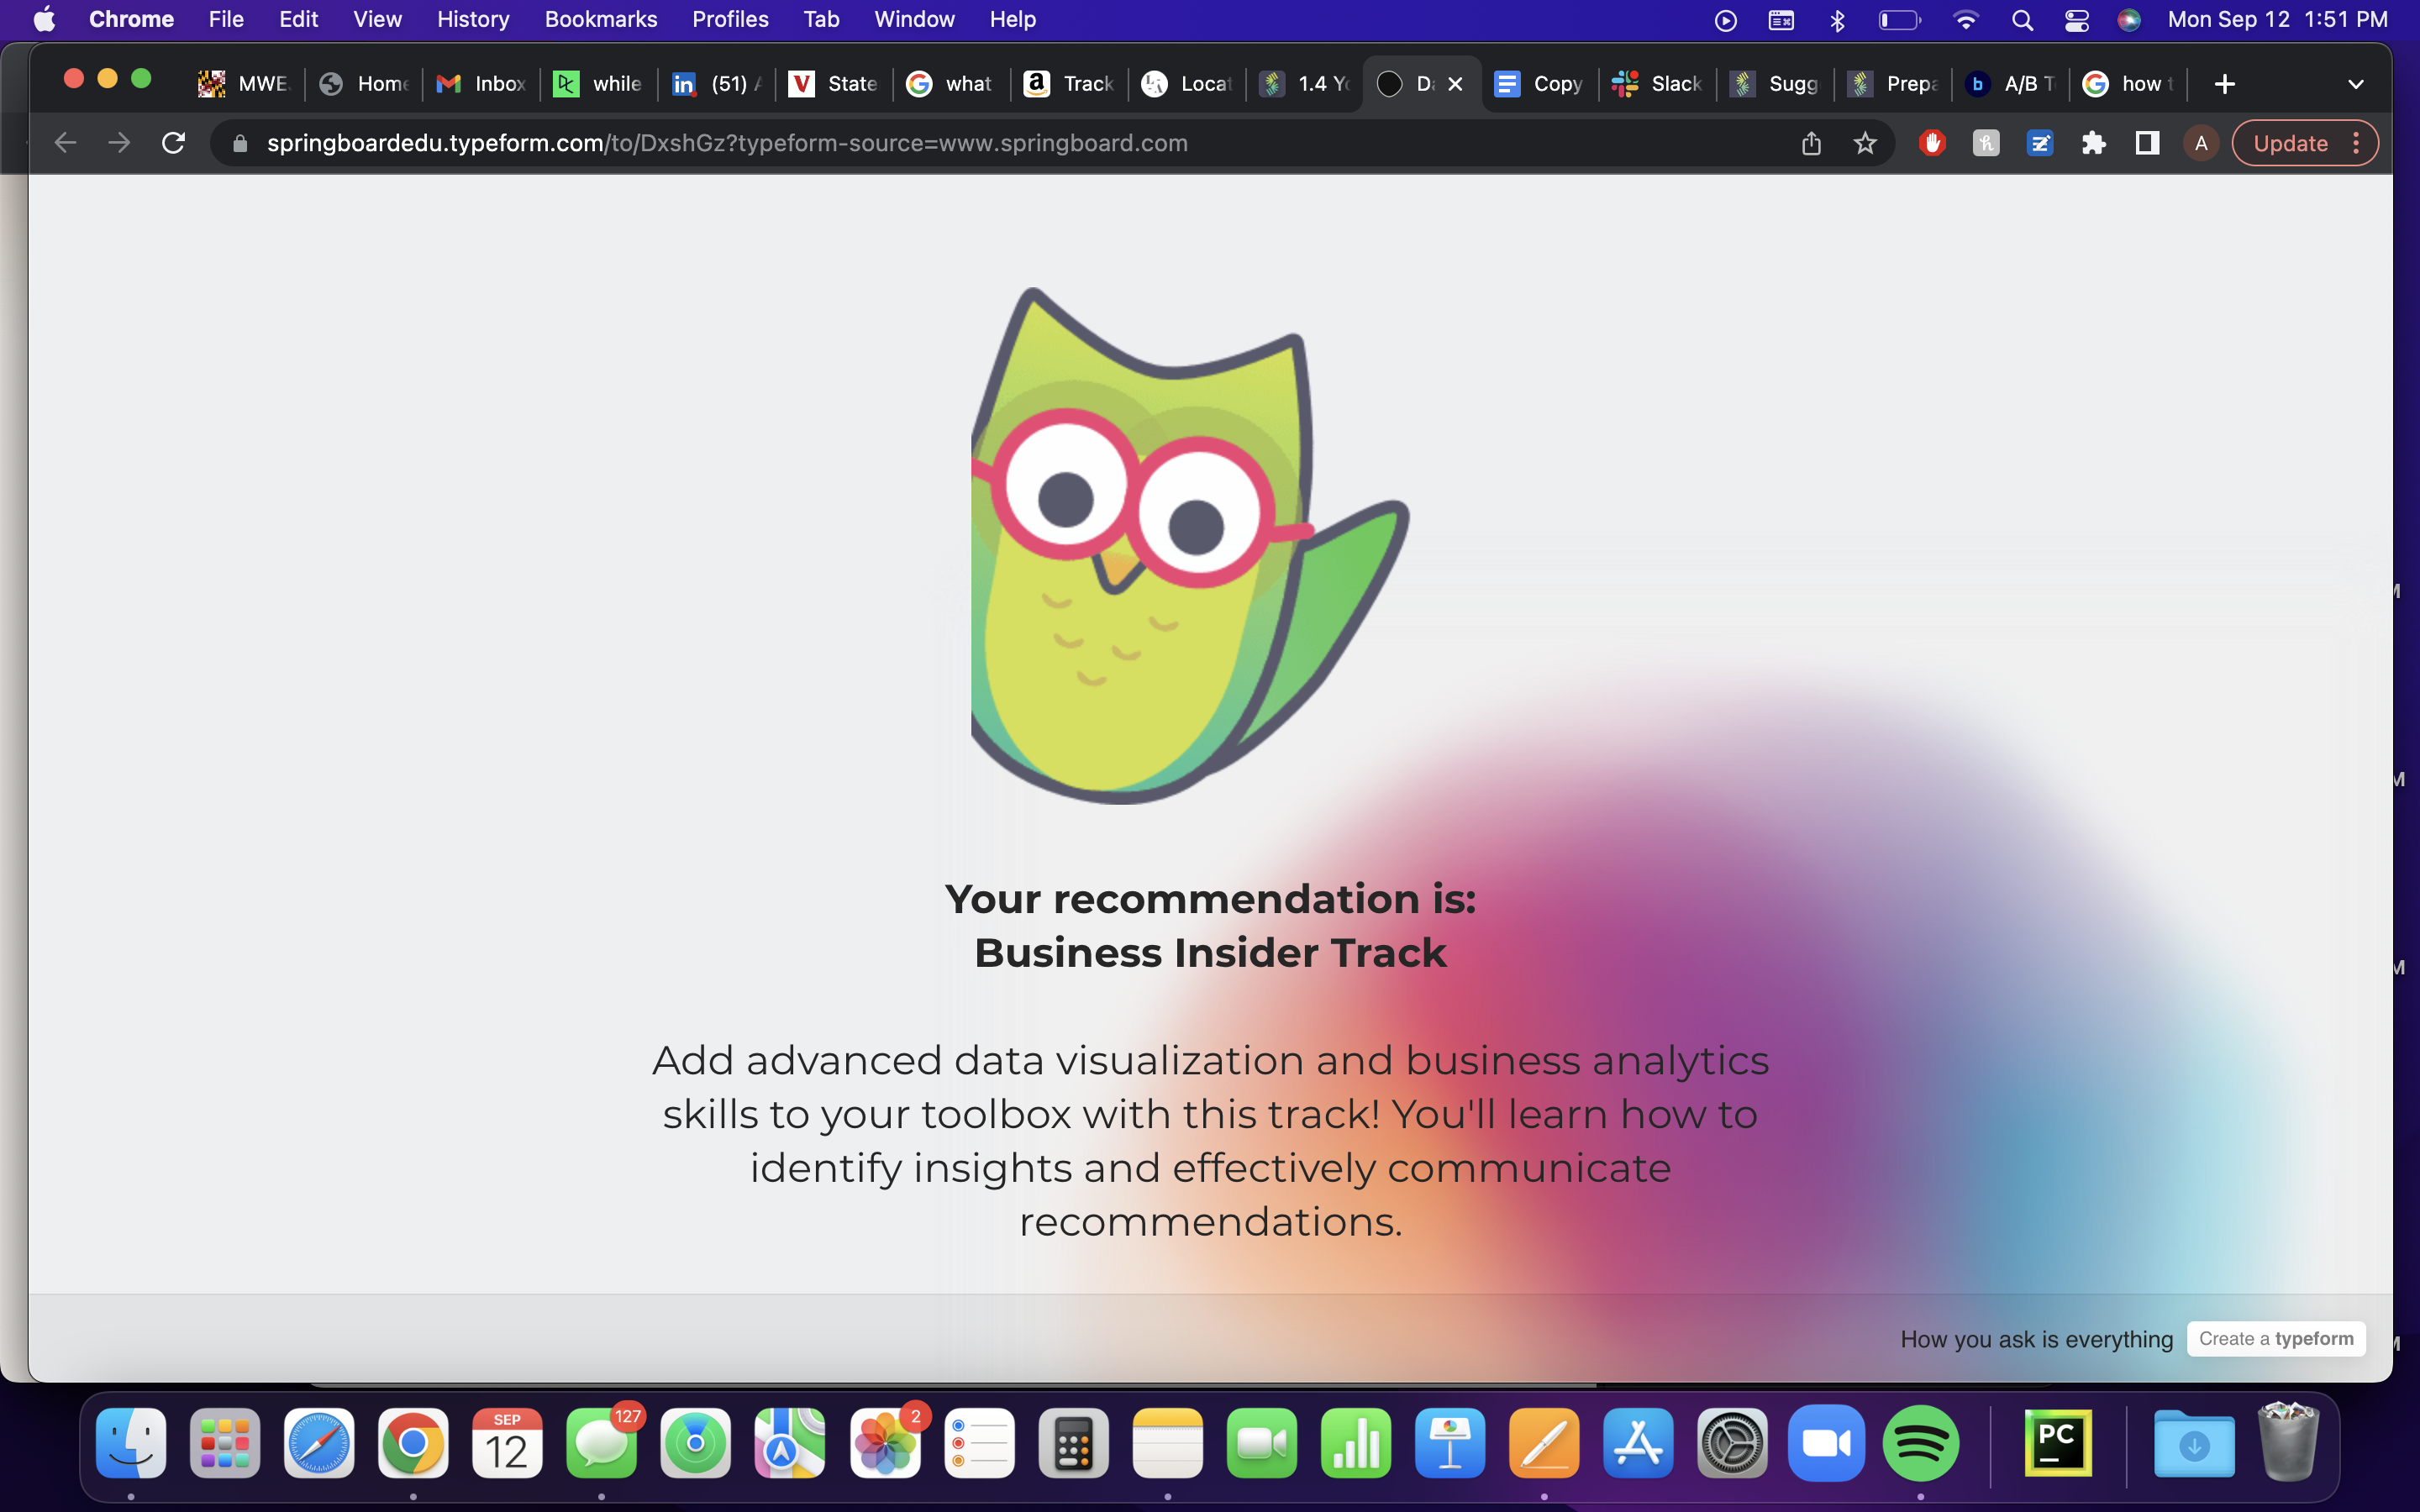 Chrome File Edit View History Bookmarks Profiles Tab Window Help Mon Sep 12 1:51 PM
MWE Home Inbox while (51) State what Track Locat 1.4 Yo Da Copy Slack Sugg Prepa A/B T how t
springboardedu.typeform.com/to/DxshGz?typeform-source=www.springboard.com A Update
Your recommendation is:
Business Insider Track
Add advanced data visualization and business analytics
skills to your toolbox with this track! You'll learn how to
identify insights and effectively communicate
recommendations.
How you ask is everything Create a typeform
SEP 12 127 2 PC